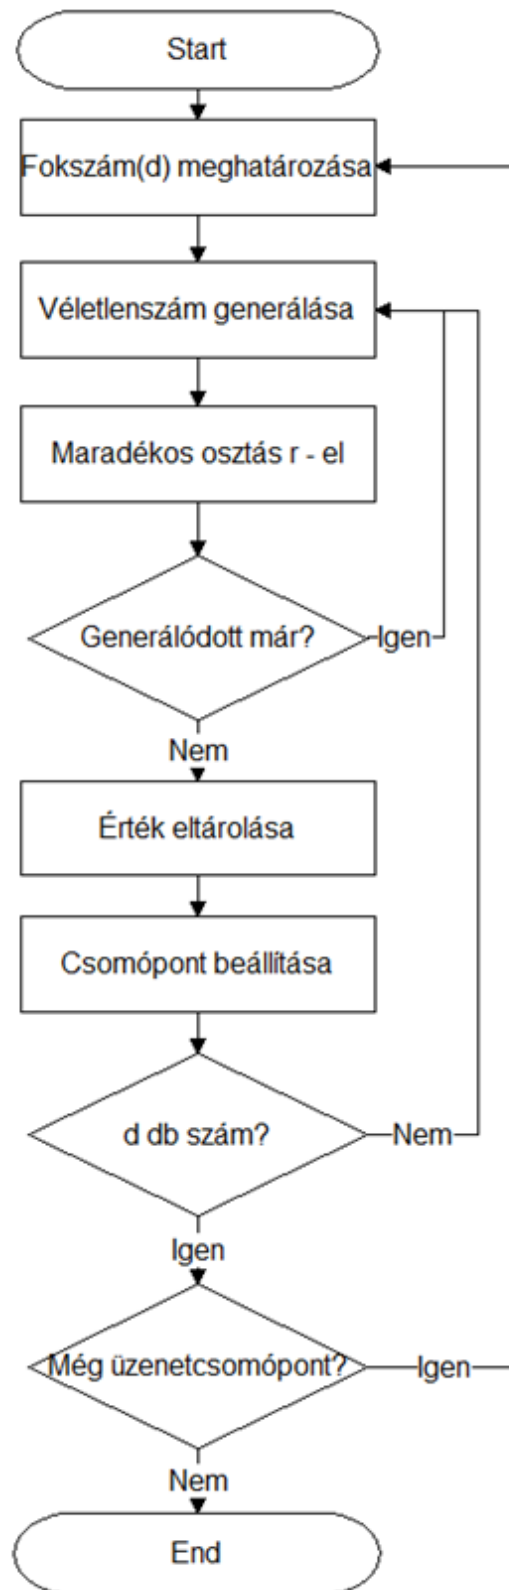 Start
Fokszám(d) meghatározása
Véletlenszám generálása
Maradékos osztás r - el
Generálódott már?
Igen
Nem
Érték eltárolása
Csomópont beállítása
d db szám?
Nem
Igen
Még üzenetcsomópont?
Igen
Nem
End